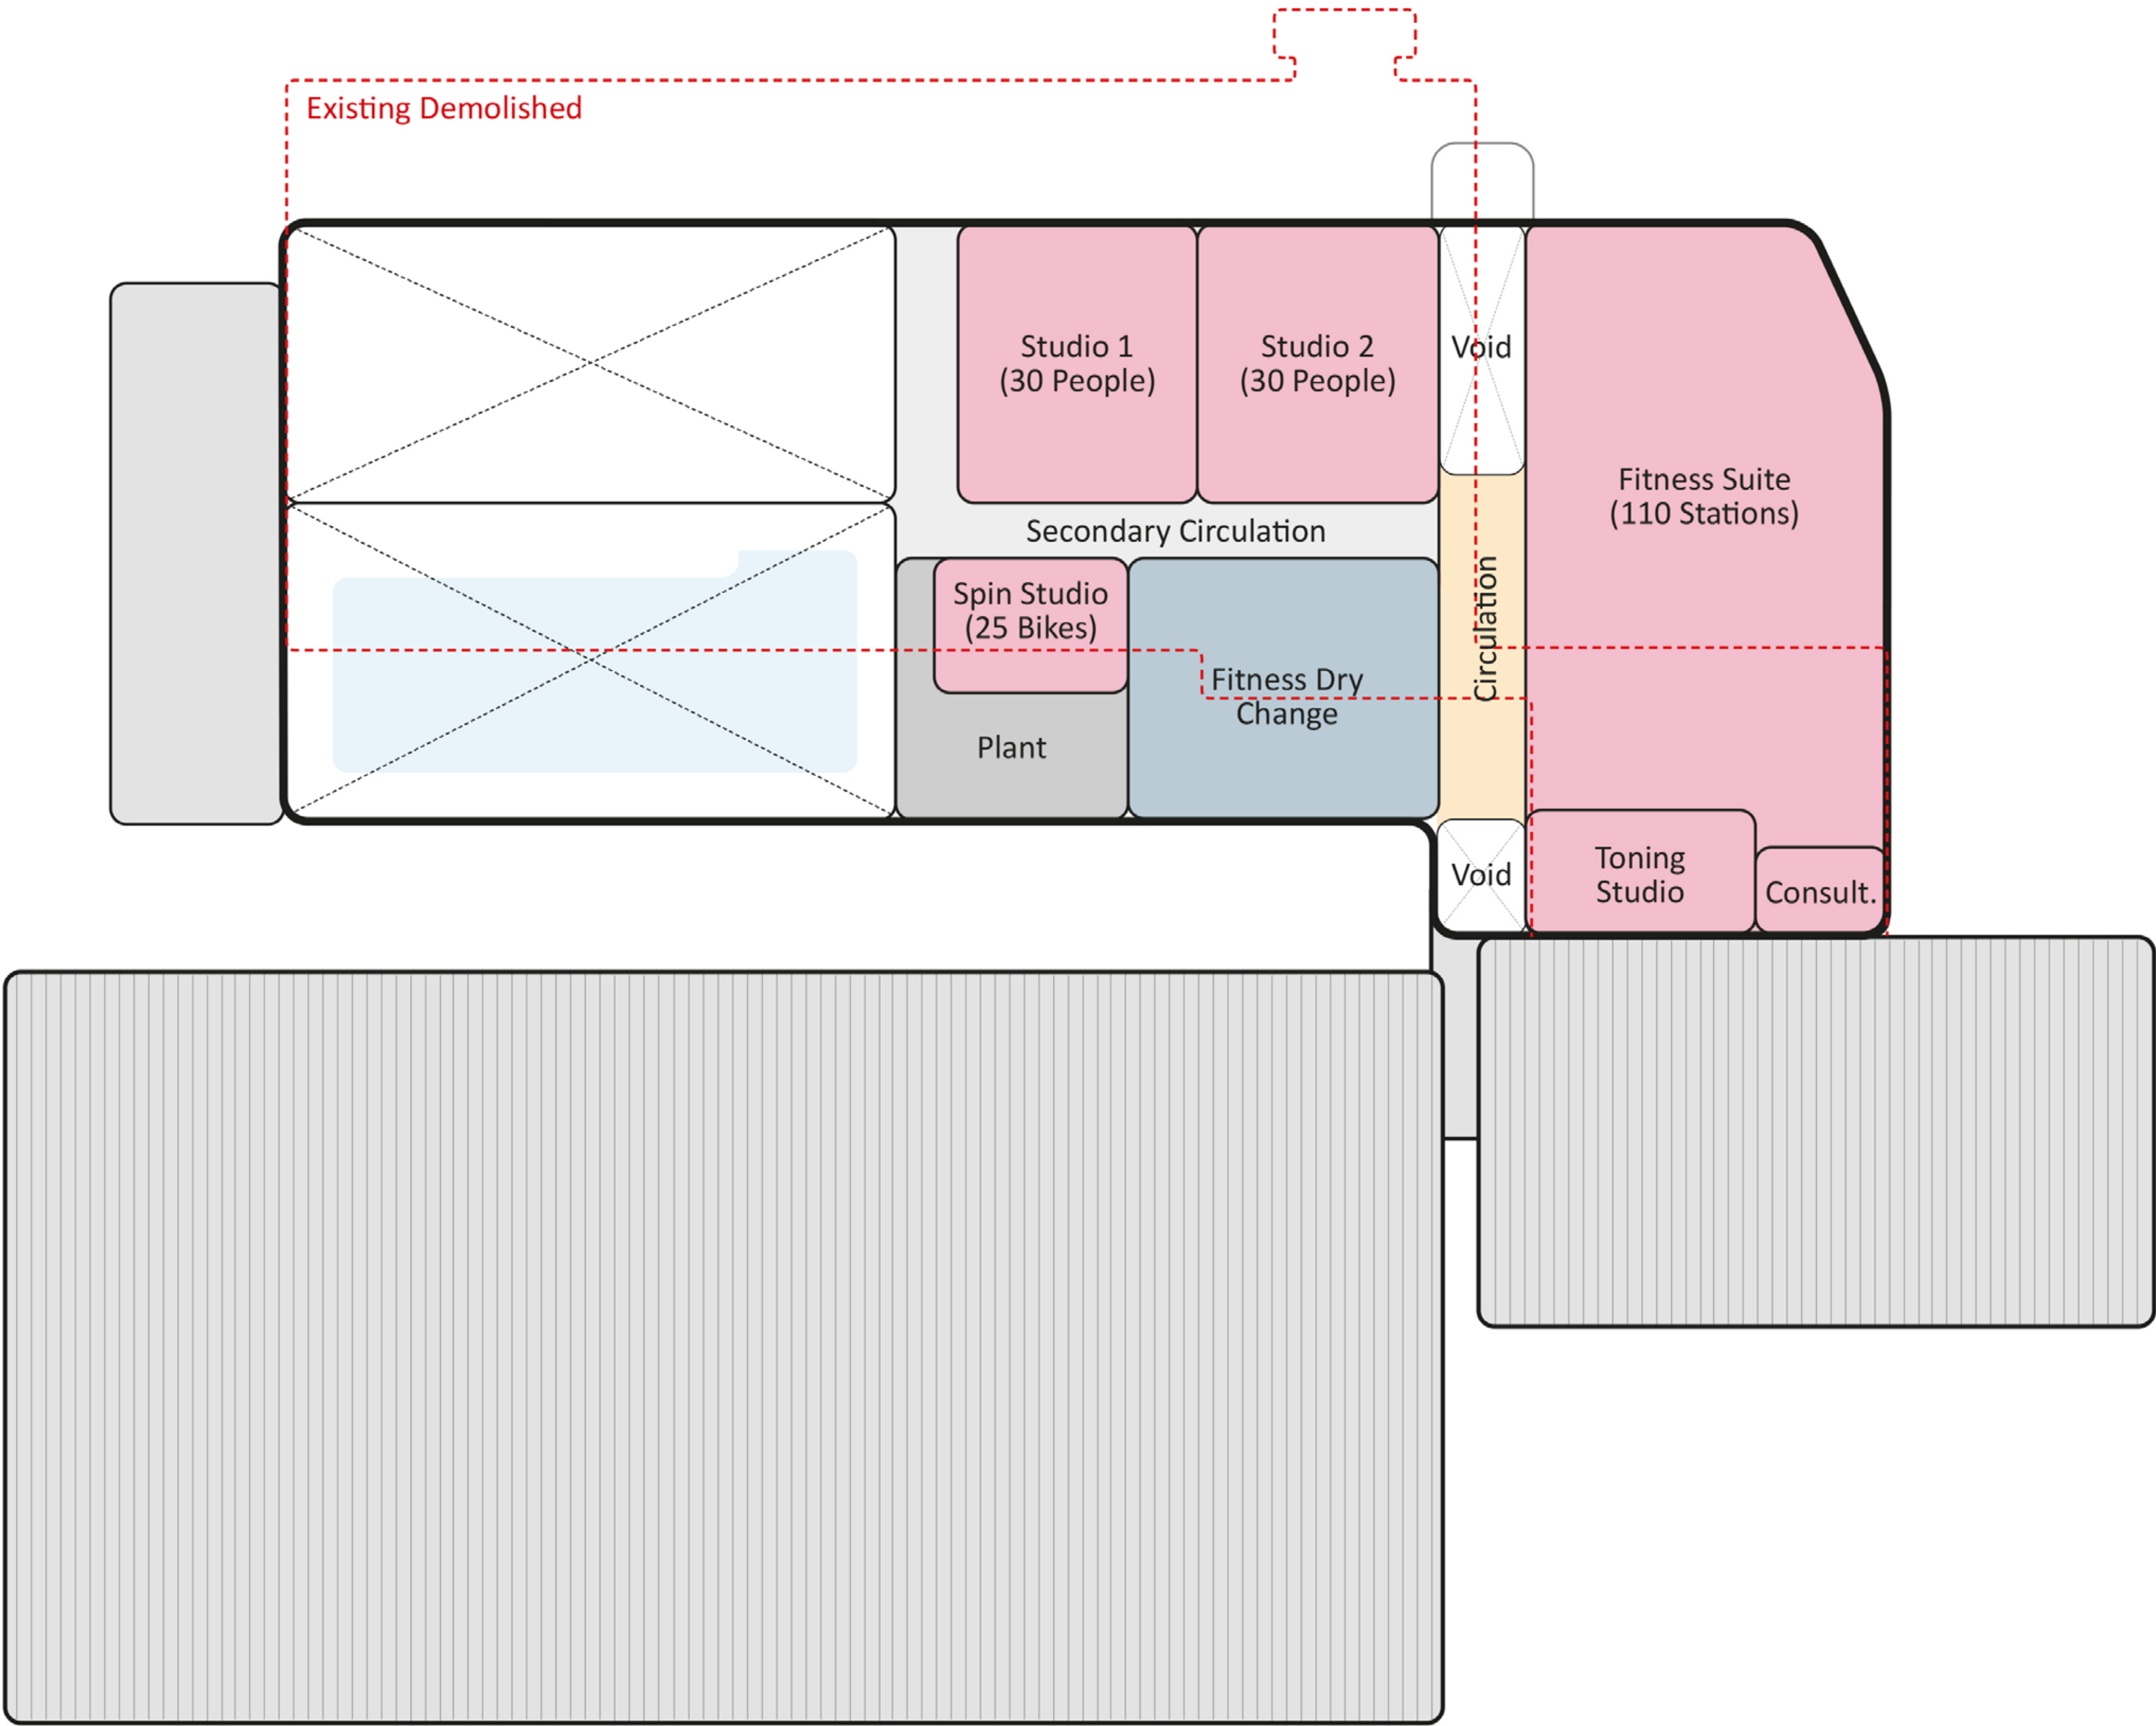 Existing Demolished
Studio 1
(30 People)
Studio 2
(30 People)
Void
Fitness Suite
(110 Stations)
Secondary Circulation
Circulation
Spin Studio
(25 Bikes)
Fitness Dry
Change
Plant
Void
Toning
Studio
Consult.